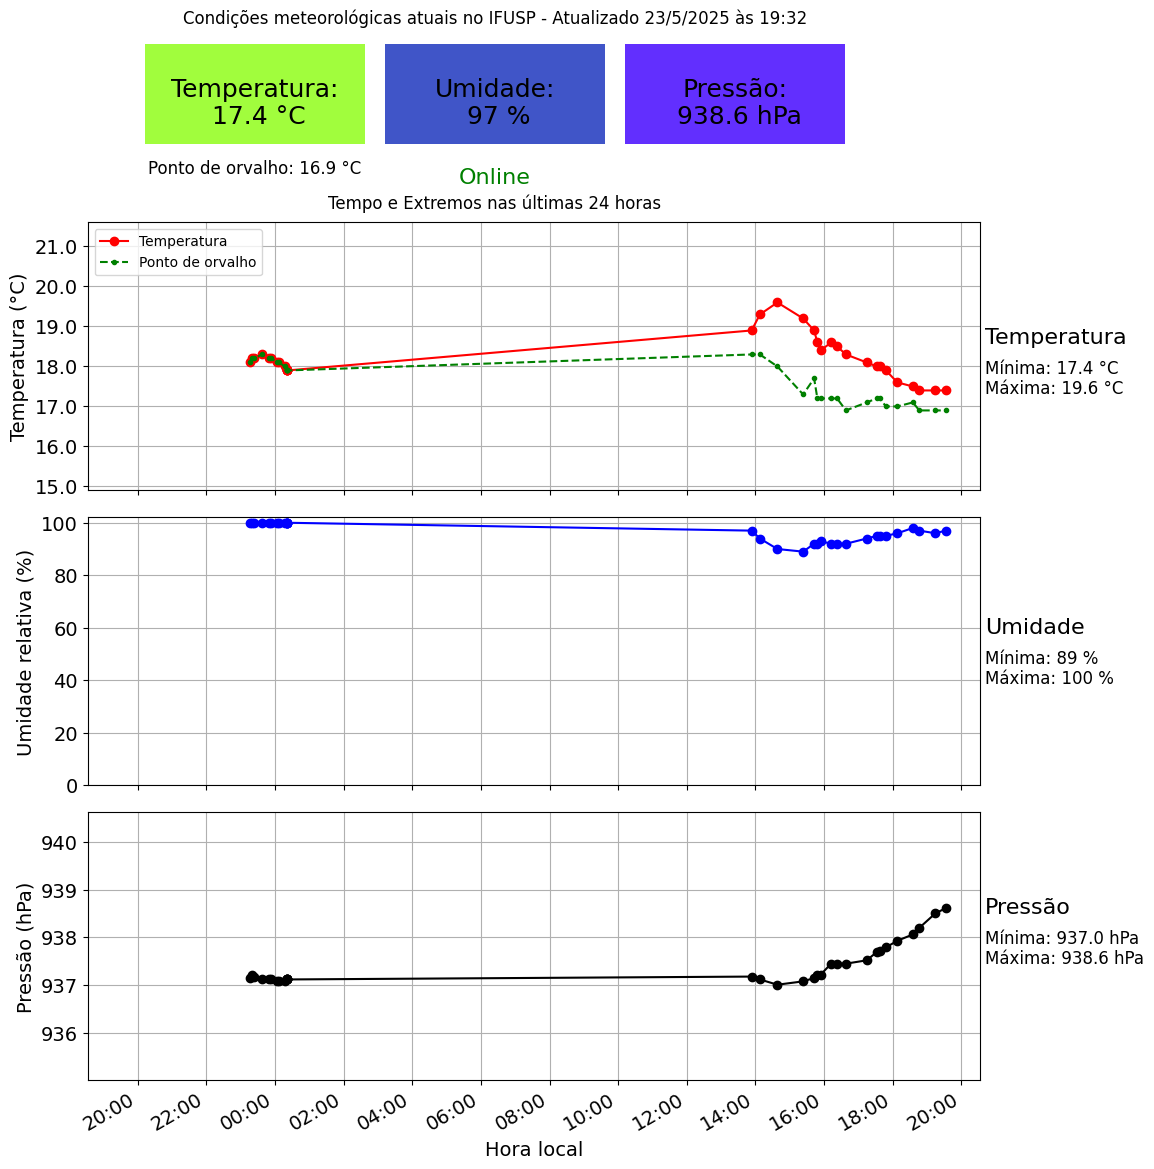 Condições meteorológicas atuais no IFUSP - Atualizado 23/5/2025 às 19:32
Temperatura:
17.4 °C
Umidade:
97 %
Pressão:
938.6 hPa
Ponto de orvalho: 16.9 °C
Online
Tempo e Extremos nas últimas 24 horas
Temperatura (°C)
21.0
20.0
19.0
18.0
17.0
16.0
15.0
Temperatura
Ponto de orvalho
Temperatura
Mínima: 17.4 °C
Máxima: 19.6 °C
Umidade relativa (%)
100
80
60
40
20
0
Umidade
Mínima: 89 %
Máxima: 100 %
Pressão (hPa)
940
939
938
937
936
Pressão
Mínima: 937.0 hPa
Máxima: 938.6 hPa
20:00 22:00 00:00 02:00 04:00 06:00 08:00 10:00 12:00 14:00 16:00 18:00 20:00
Hora local